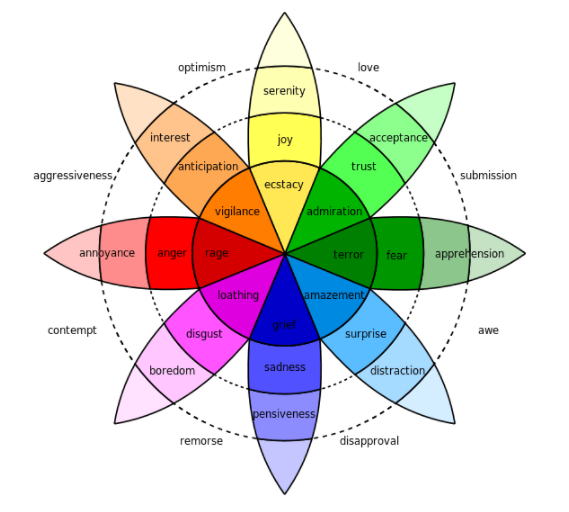 optimism
love
serenity
interest
joy
acceptance
anticipation
trust
aggressiveness
ecstacy
submission
vigilance
admiration
annoyance
anger
rage
terror
fear
apprehension
loathing
amazement
contempt
disgust
grief
surprise
awe
boredom
sadness
distraction
pensiveness
remorse
disapproval